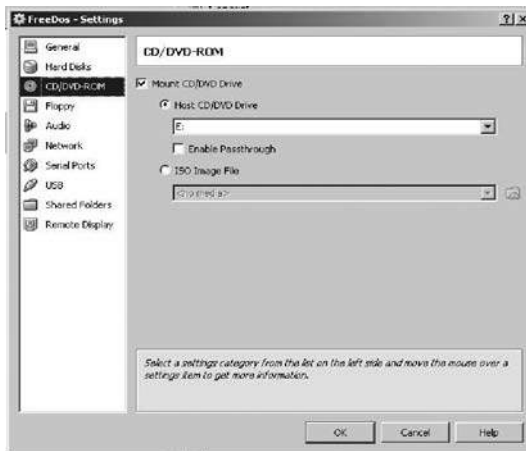 FreeDos - Settings
General
Hard Disks
CD/DVD-ROM
Floppy
Audio
Network
Serial Ports
USB
Shared Folders
Remote Display
CD/DVD-ROM
Mount CD/DVD Drive
Host CD/DVD Drive
E:
Enable Passthrough
ISO Image File
<no media>
Select a settings category from the list on the left side and move the mouse over a
settings item to get more information.
OK
Cancel
Help